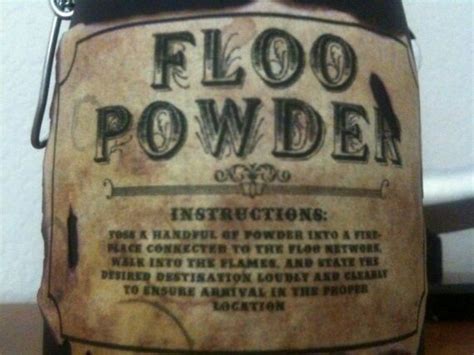 FLOO
POWDER
INSTRUCTIONS:
TOSS A HANDFUL OF POWDER INTO A FIRE-
PLACE CONNECTED TO THE FLOO NETWORK,
WALK INTO THE FLAMES, AND STATE THE
DESIRED DESTINATION LOUDLY AND CLEARLY
TO ENSURE ARRIVAL IN THE PROPER
LOCATION